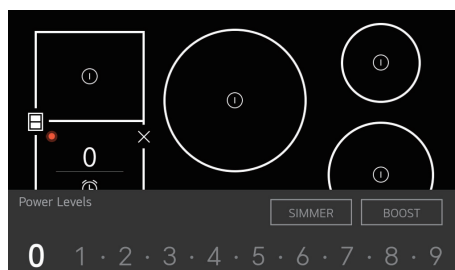 0
Power Levels
SIMMER
BOOST
0 1 · 2 · 3 · 4 · 5 · 6 · 7 · 8 · 9